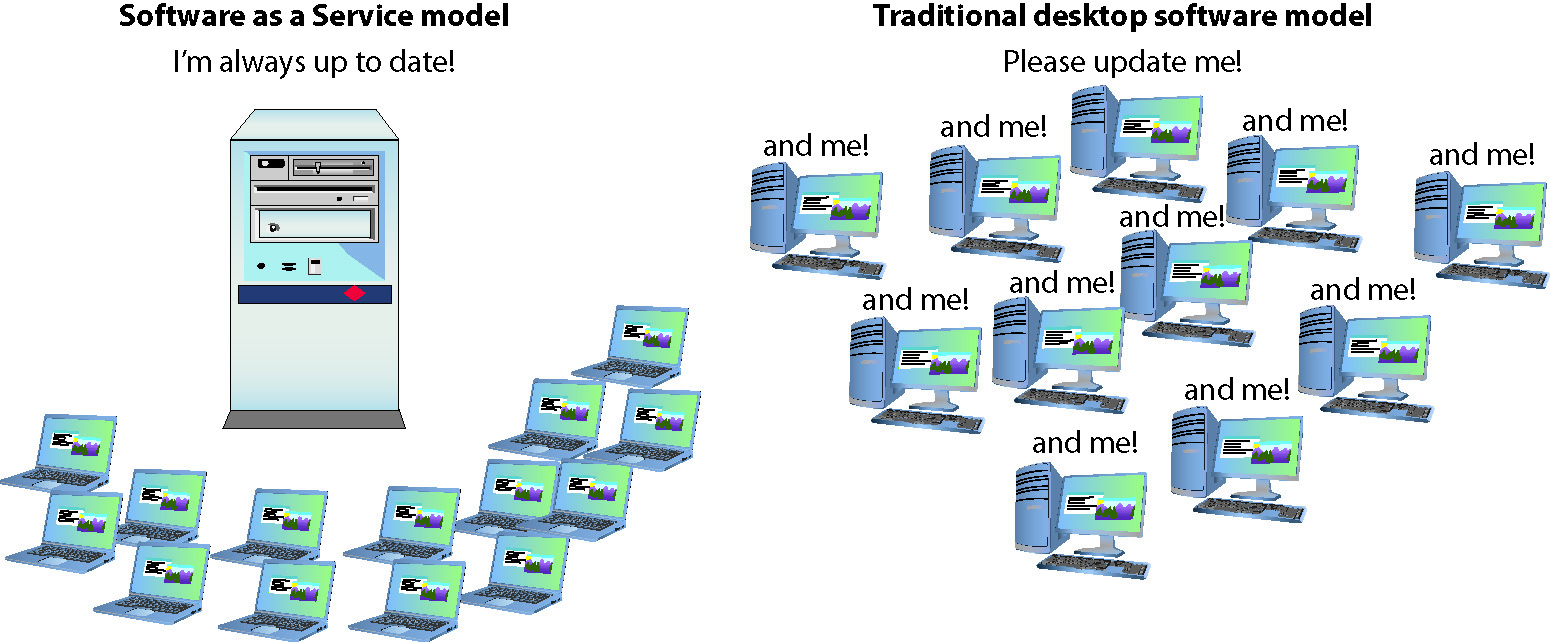 Software as a Service model
I'm always up to date!
Traditional desktop software model
Please update me!
and me!
and me!
and me!
and me!
and me!
and me!
and me!
and me!
and me!
and me!